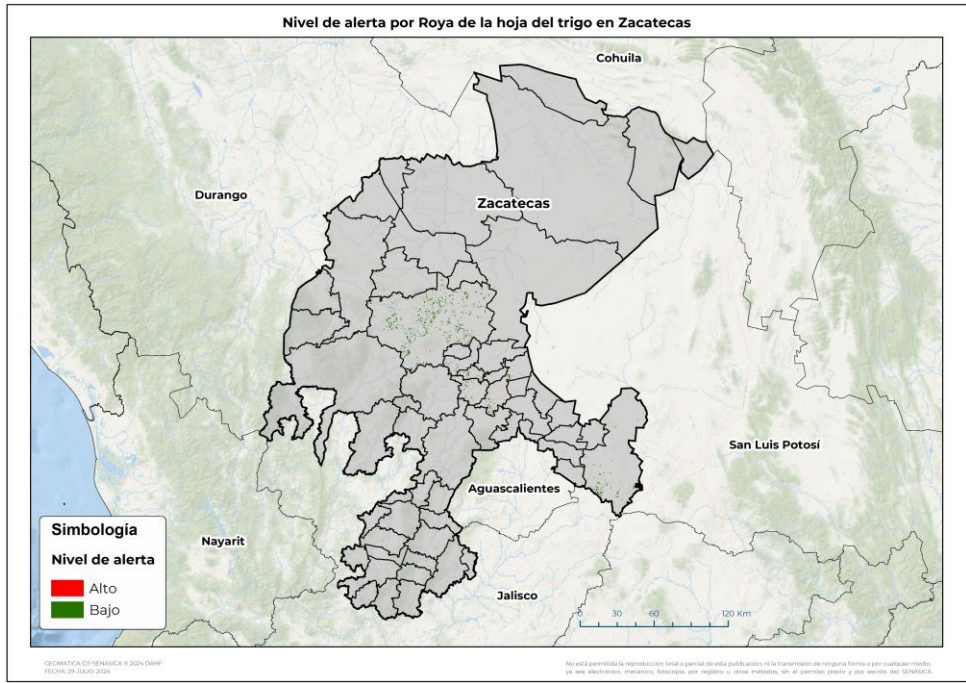 Nivel de alerta por Roya de la hoja del trigo en Zacatecas
Cohuila
Durango
Zacatecas
San Luis Potosí
Aguascalientes
Nayarit
Jalisco
Simbología
Nivel de alerta
Alto
Bajo
0 30 60 120 Km
GEOMATICA-D3-SENASICA-® 2024 DAHF
FECHA: 29-JULIO-2024
No está permitida la reproducción total o parcial de esta publicación, ni la transmisión de ninguna forma o por cualquier medio,
ya sea electrónico, mecánico, fotocopia, por registro u otros métodos, sin el permiso previo y por escrito del SENASICA.